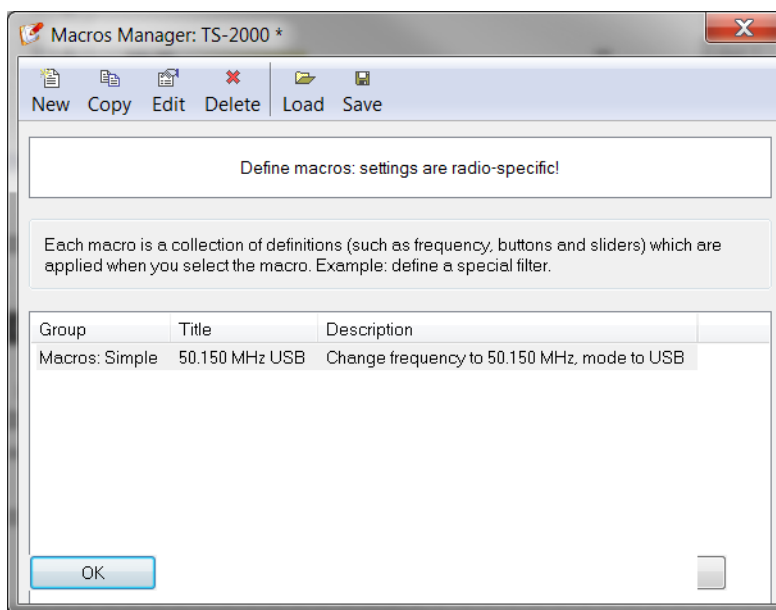 Macros Manager: TS-2000 *
New Copy Edit Delete Load Save
Define macros: settings are radio-specific!
Each macro is a collection of definitions (such as frequency, buttons and sliders) which are
applied when you select the macro. Example: define a special filter.
Group Title Description
Macros: Simple 50.150 MHz USB Change frequency to 50.150 MHz, mode to USB
OK